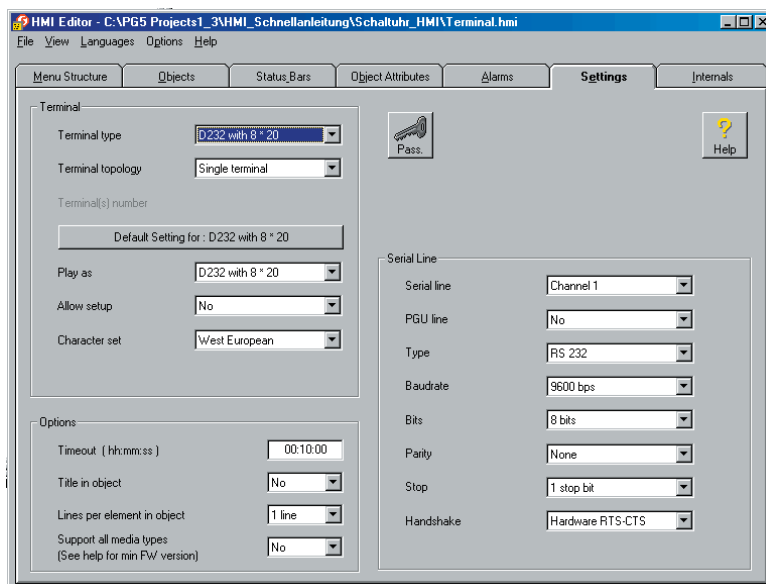 HMI Editor - C:\PG5 Projects1_3\HMI_Schnellanleitung\Schaltuhr_HMI\Terminal.hmi
File View Languages Options Help
Menu Structure Objects Status_Bars Object Attributes Alarms Settings Internals
Terminal
Terminal type D232 with 8 * 20
Terminal topology Single terminal
Terminal(s) number
Default Setting for : D232 with 8 * 20
Play as D232 with 8 * 20
Allow setup No
Character set West European
Pass.
Help
Options
Timeout ( hh:mm:ss ) 00:10:00
Title in object No
Lines per element in object 1 line
Support all media types
(See help for min FW version) No
Serial Line
Serial line Channel 1
PGU line No
Type RS 232
Baudrate 9600 bps
Bits 8 bits
Parity None
Stop 1 stop bit
Handshake Hardware RTS-CTS